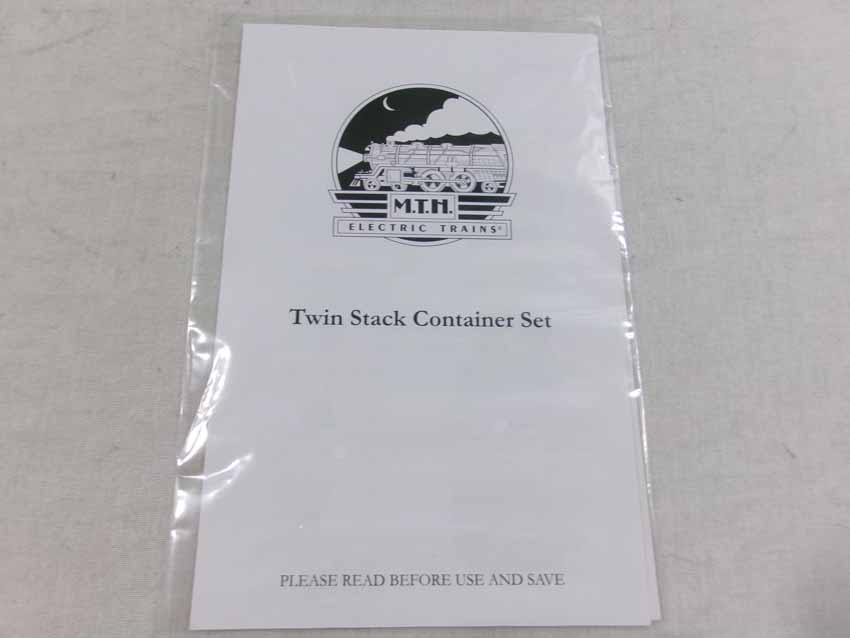 M.T.H.
ELECTRIC TRAINS®
Twin Stack Container Set
PLEASE READ BEFORE USE AND SAVE